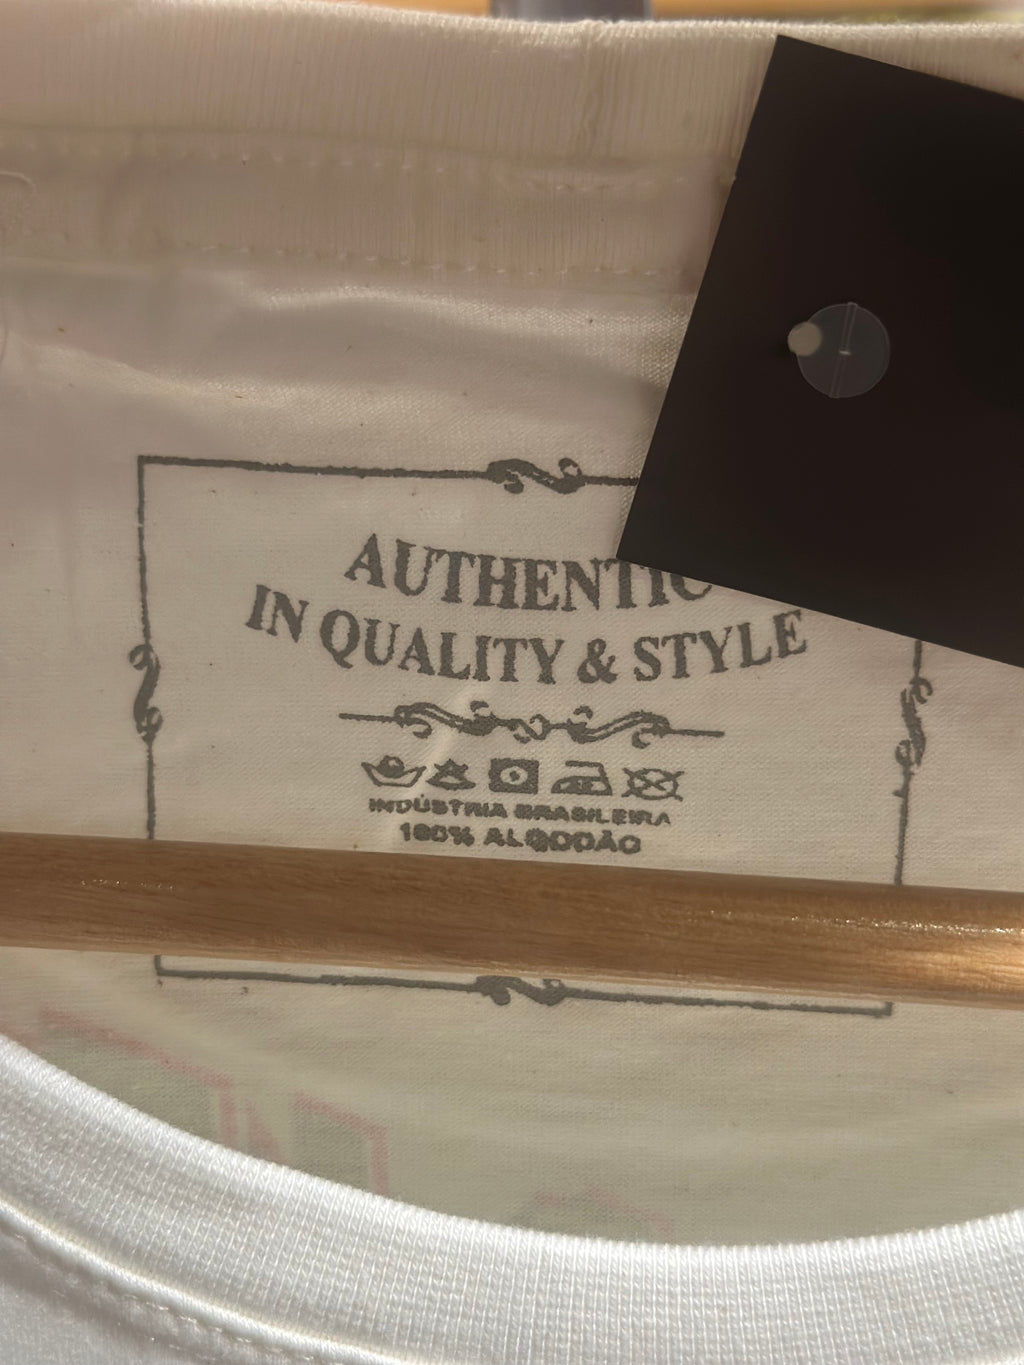 AUTHENTIC
IN QUALITY & STYLE
INDÚSTRIA BRASILEIRA
100% ALGODÃO